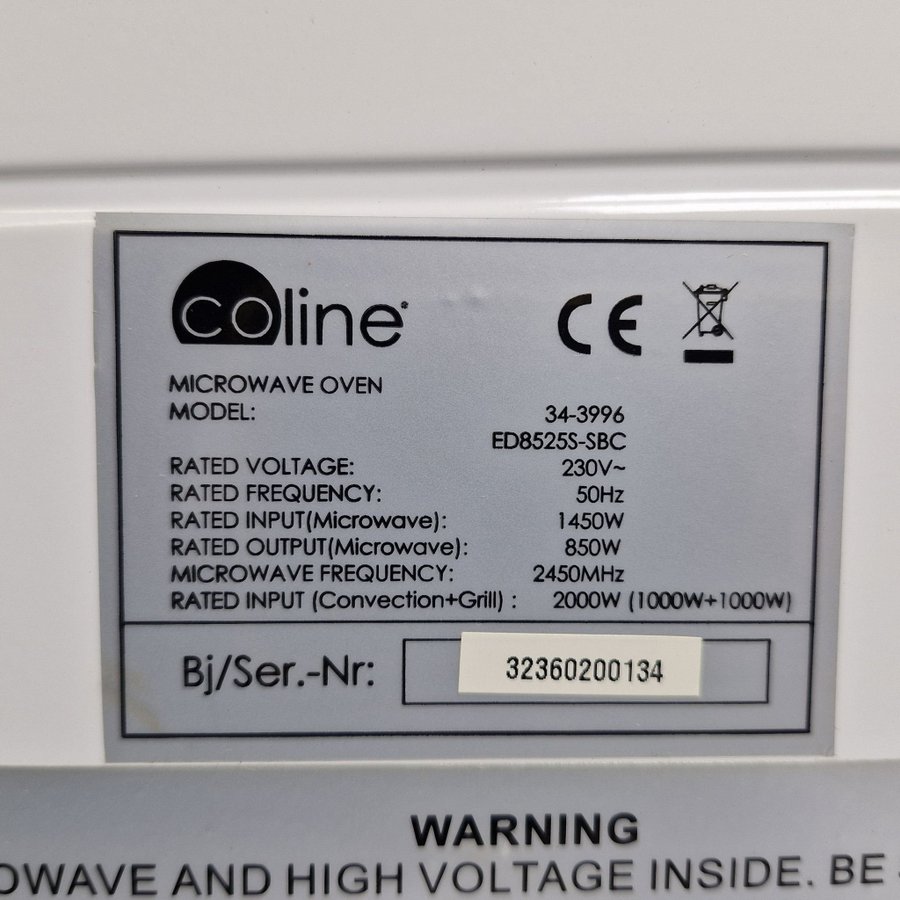 coline®
CE
MICROWAVE OVEN
MODEL: 34-3996
ED8525S-SBC
RATED VOLTAGE: 230V~
RATED FREQUENCY: 50Hz
RATED INPUT(Microwave): 1450W
RATED OUTPUT(Microwave): 850W
MICROWAVE FREQUENCY: 2450MHz
RATED INPUT (Convection+Grill) : 2000W (1000W+1000W)
Bj/Ser.-Nr: 32360200134
WARNING
OWAVE AND HIGH VOLTAGE INSIDE. BE